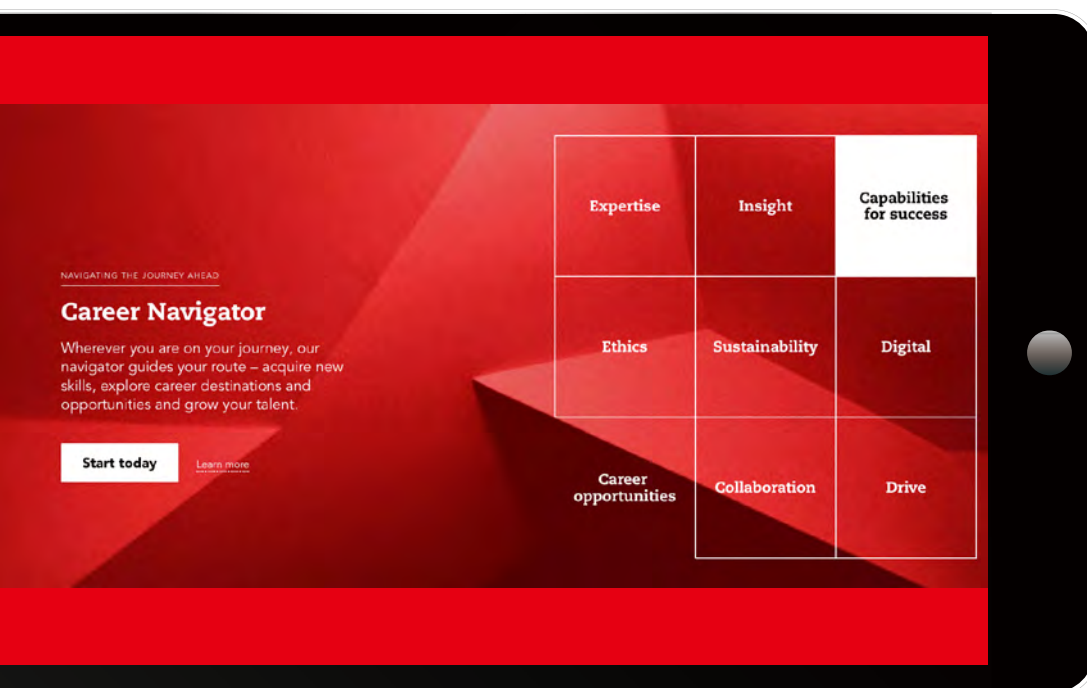 NAVIGATING THE JOURNEY AHEAD
Career Navigator
Wherever you are on your journey, our
navigator guides your route – acquire new
skills, explore career destinations and
opportunities and grow your talent.
Start today
Learn more
Expertise
Insight
Capabilities
for success
Ethics
Sustainability
Digital
Career
opportunities
Collaboration
Drive